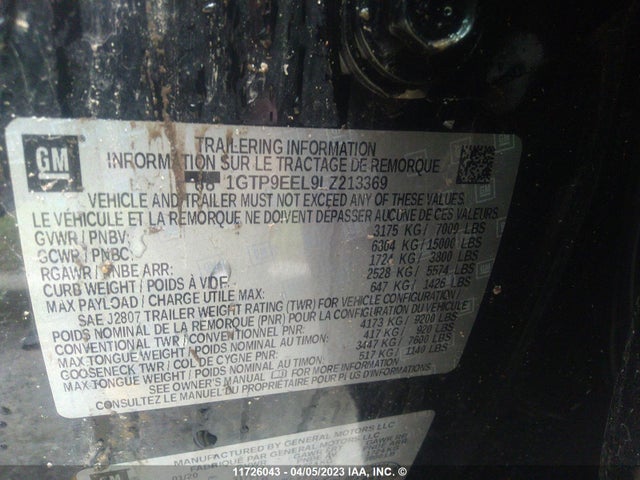 GM
TRAILERING INFORMATION
INFORMATION SUR LE TRACTAGE DE REMORQUE
1GTP9EEL9LZ213369
VEHICLE AND TRAILER MUST NOT EXCEED ANY OF THESE VALUES
LE VÉHICULE ET LA REMORQUE NE DOIVENT DÉPASSER AUCUNE DE CES VALEURS
GVWR / PNBV: 3175 KG / 7000 LBS
GCWR / PNBC: 6804 KG / 15000 LBS
RGAWR / PNBE ARR: 1724 KG / 3800 LBS
CURB WEIGHT / POIDS À VIDE: 2528 KG / 5574 LBS
MAX PAYLOAD / CHARGE UTILE MAX: 647 KG / 1426 LBS
SAE J2807 TRAILER WEIGHT RATING (TWR) FOR VEHICLE CONFIGURATION /
POIDS NOMINAL DE LA REMORQUE (PNR) POUR LA CONFIGURATION DU VÉHICULE
CONVENTIONAL TWR / CONVENTIONNEL PNR: 4173 KG / 9200 LBS
MAX TONGUE WEIGHT / POIDS NOMINAL AU TIMON: 417 KG / 920 LBS
GOOSENECK TWR / COL DE CYGNE PNR: 3447 KG / 7600 LBS
MAX TONGUE WEIGHT / POIDS NOMINAL AU TIMON: 517 KG / 1140 LBS
SEE OWNER'S MANUAL FOR MORE INFORMATION
CONSULTEZ LE MANUEL DU PROPRIÉTAIRE POUR PLUS D'INFORMATION
MANUFACTURED BY GENERAL MOTORS LLC
FABRIQUÉ PAR GENERAL MOTORS LLC
11726043 - 04/05/2023 IAA, INC. ©